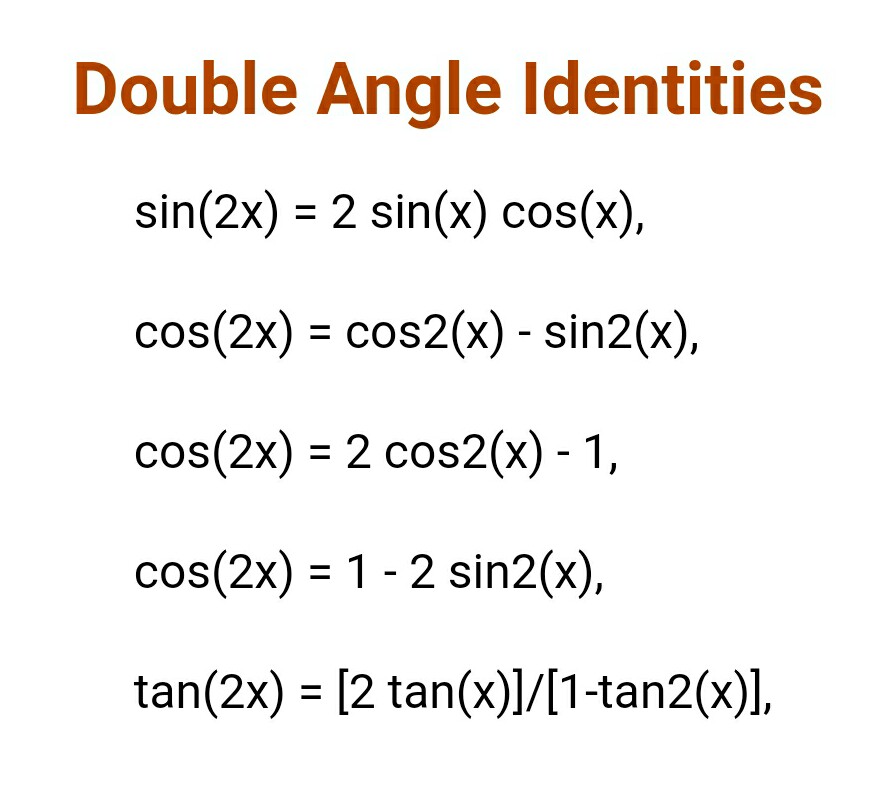 Double Angle Identities
sin(2x) = 2 sin(x) cos(x),
cos(2x) = cos2(x) - sin2(x),
cos(2x) = 2 cos2(x) - 1,
cos(2x) = 1 - 2 sin2(x),
tan(2x) = [2 tan(x)]/[1-tan2(x)],